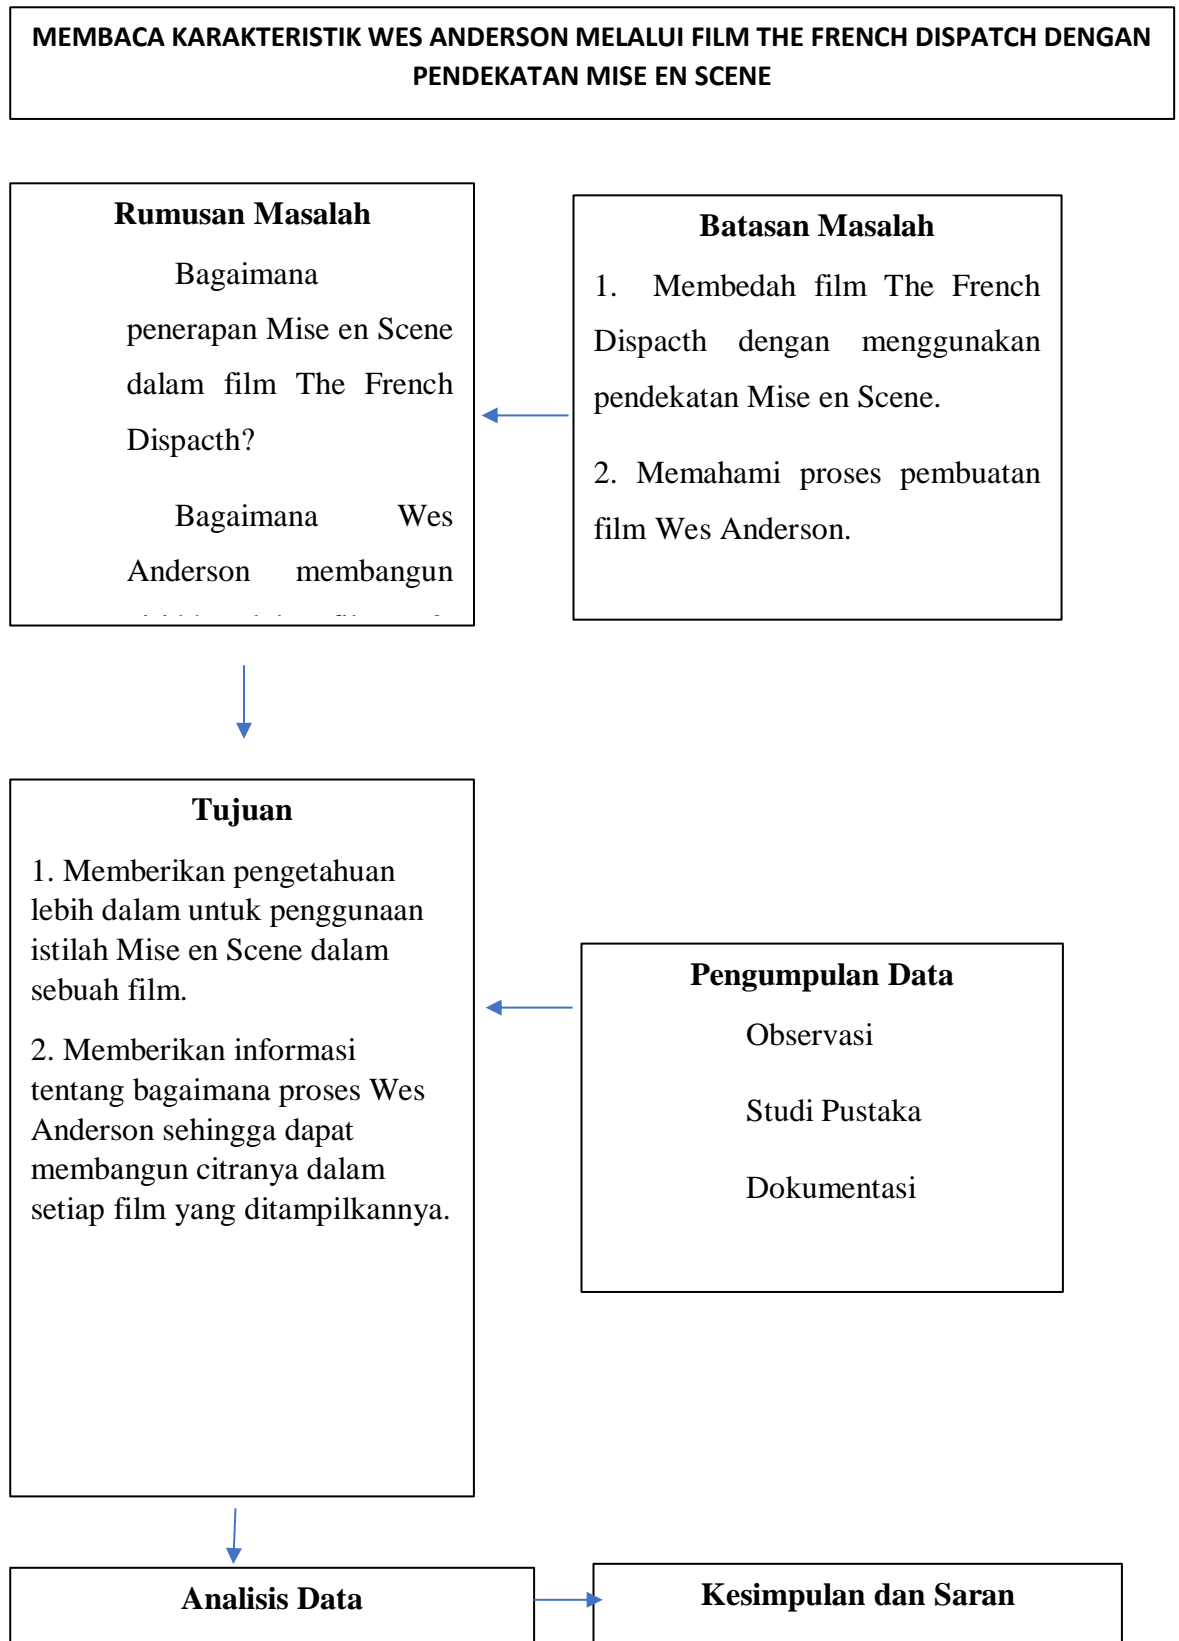 MEMBACA KARAKTERISTIK WES ANDERSON MELALUI FILM THE FRENCH DISPATCH DENGAN
PENDEKATAN MISE EN SCENE
Rumusan Masalah
Bagaimana
penerapan Mise en Scene
dalam film The French
Dispacth?
Bagaimana Wes
Anderson membangun
Batasan Masalah
1. Membedah film The French
Dispacth dengan menggunakan
pendekatan Mise en Scene.
2. Memahami proses pembuatan
film Wes Anderson.
Tujuan
1. Memberikan pengetahuan
lebih dalam untuk penggunaan
istilah Mise en Scene dalam
sebuah film.
2. Memberikan informasi
tentang bagaimana proses Wes
Anderson sehingga dapat
membangun citranya dalam
setiap film yang ditampilkannya.
Pengumpulan Data
Observasi
Studi Pustaka
Dokumentasi
Analisis Data
Kesimpulan dan Saran